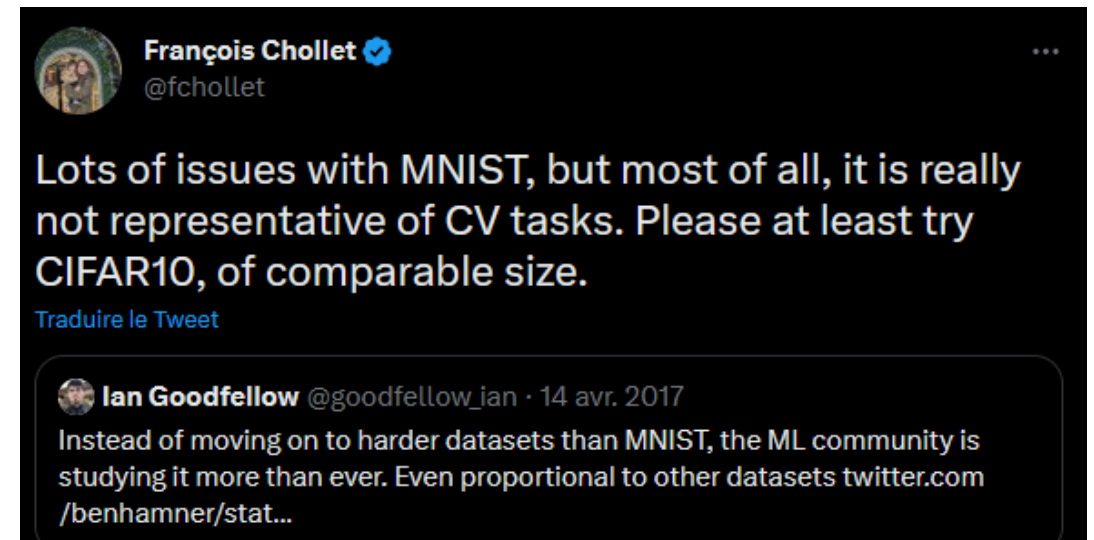 François Chollet
@fchollet
Lots of issues with MNIST, but most of all, it is really
not representative of CV tasks. Please at least try
CIFAR10, of comparable size.
Traduire le Tweet
Ian Goodfellow @goodfellow_ian · 14 avr. 2017
Instead of moving on to harder datasets than MNIST, the ML community is
studying it more than ever. Even proportional to other datasets twitter.com
/benhamner/stat...